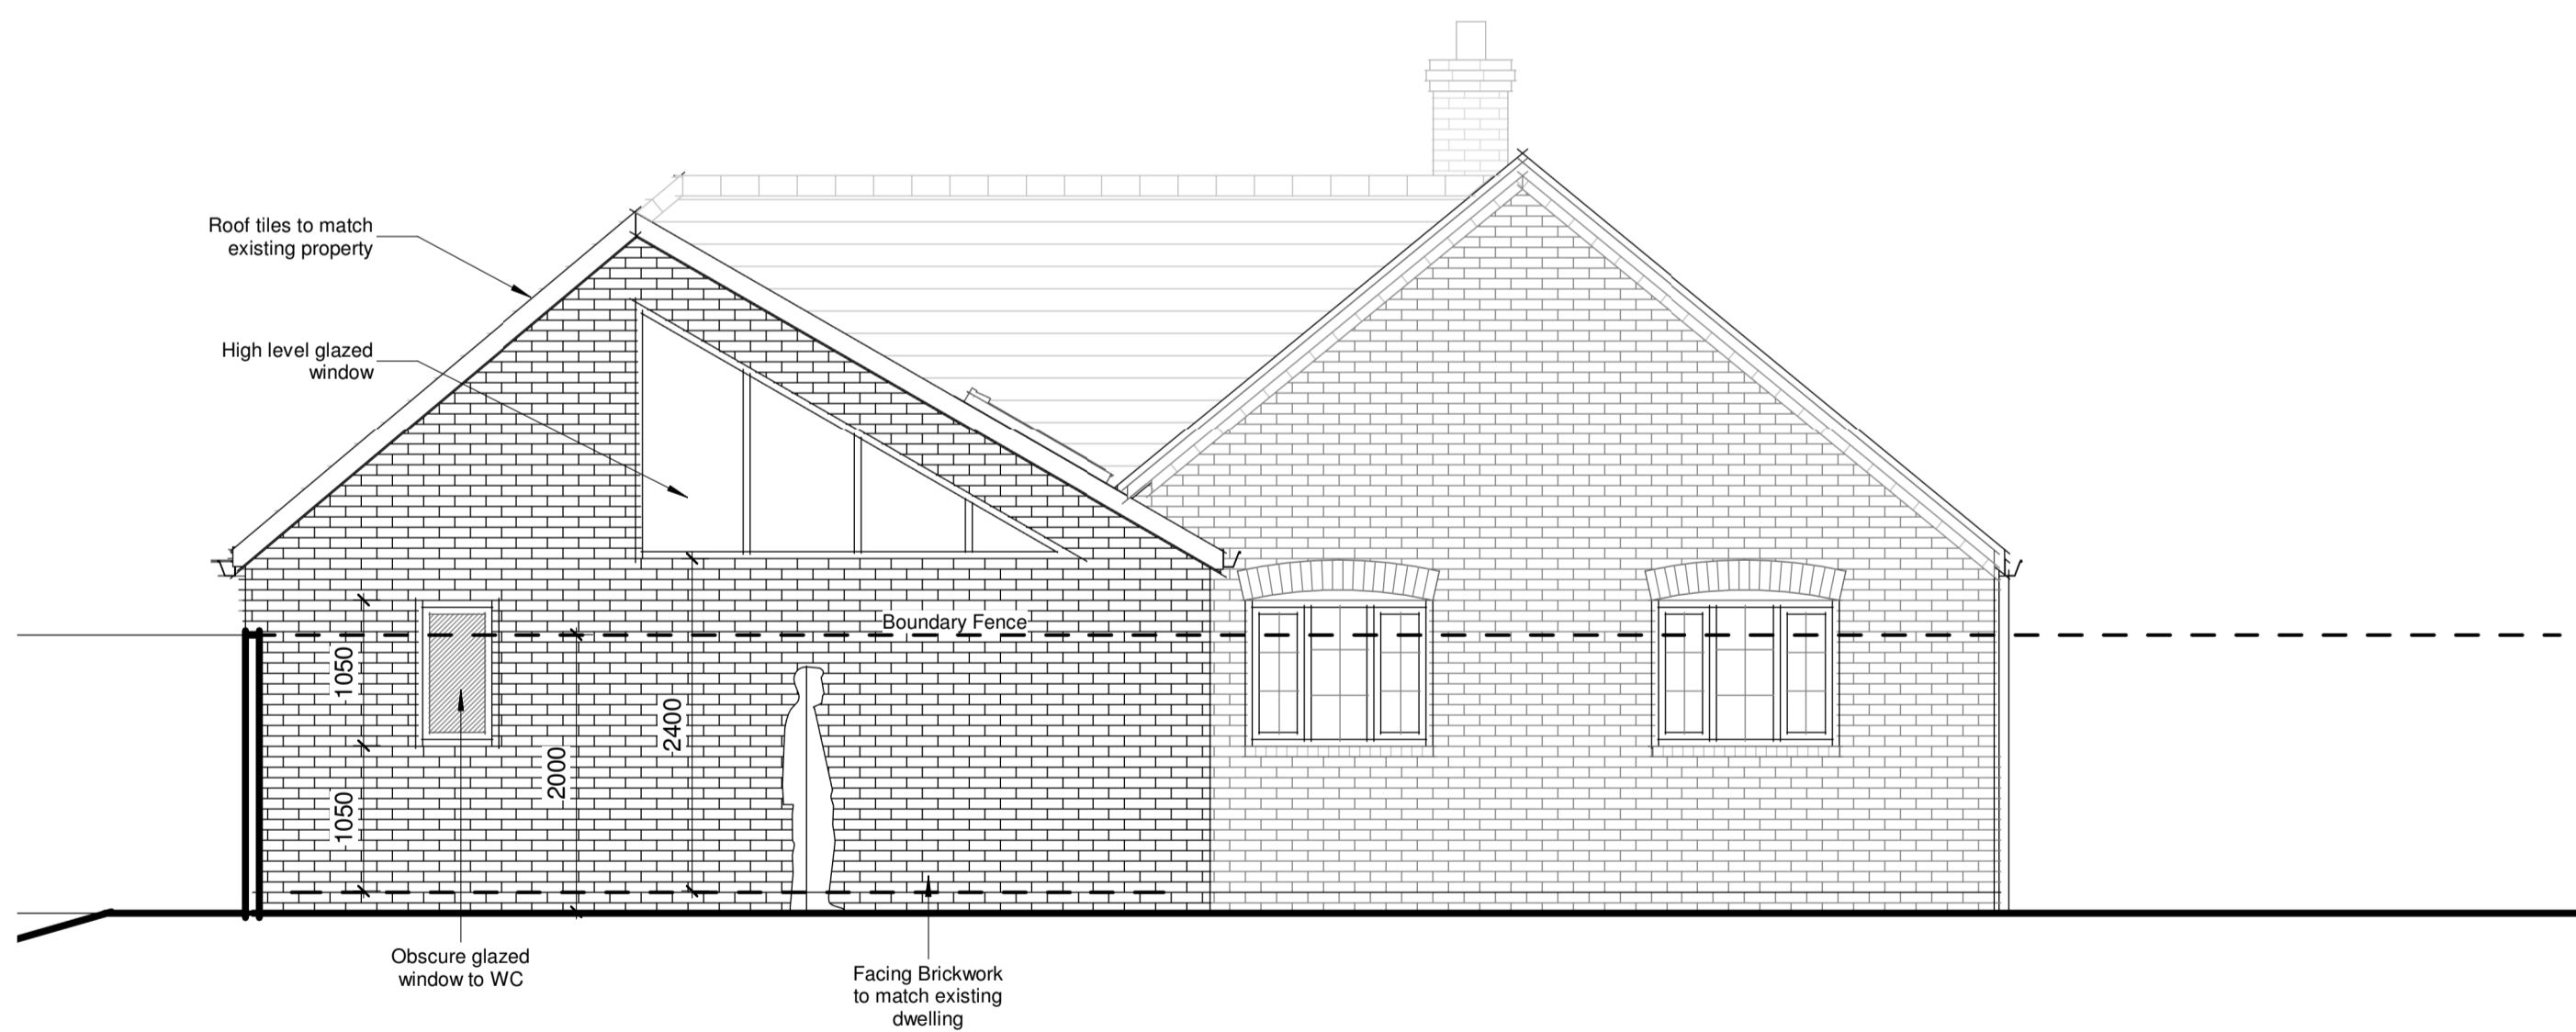 Roof tiles to match
existing property
High level glazed
window
Boundary Fence
1050
2400
2000
1050
Obscure glazed
window to WC
Facing Brickwork
to match existing
dwelling